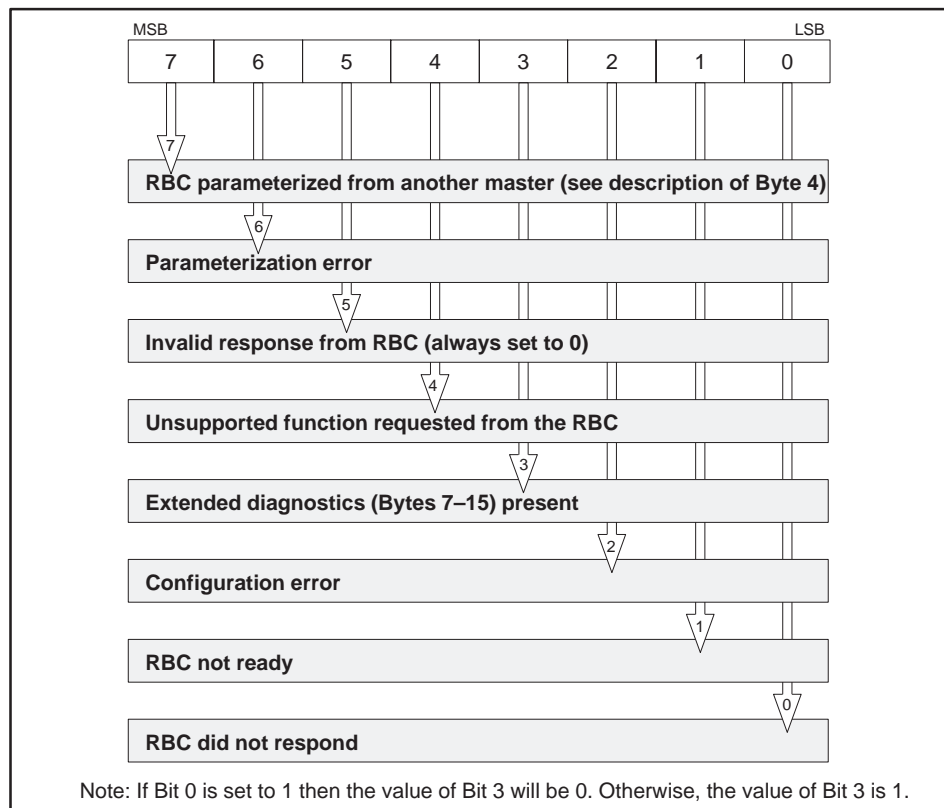 MSB LSB
7 6 5 4 3 2 1 0
7
RBC parameterized from another master (see description of Byte 4)
6
Parameterization error
5
Invalid response from RBC (always set to 0)
4
Unsupported function requested from the RBC
3
Extended diagnostics (Bytes 7–15) present
2
Configuration error
1
RBC not ready
0
RBC did not respond
Note: If Bit 0 is set to 1 then the value of Bit 3 will be 0. Otherwise, the value of Bit 3 is 1.